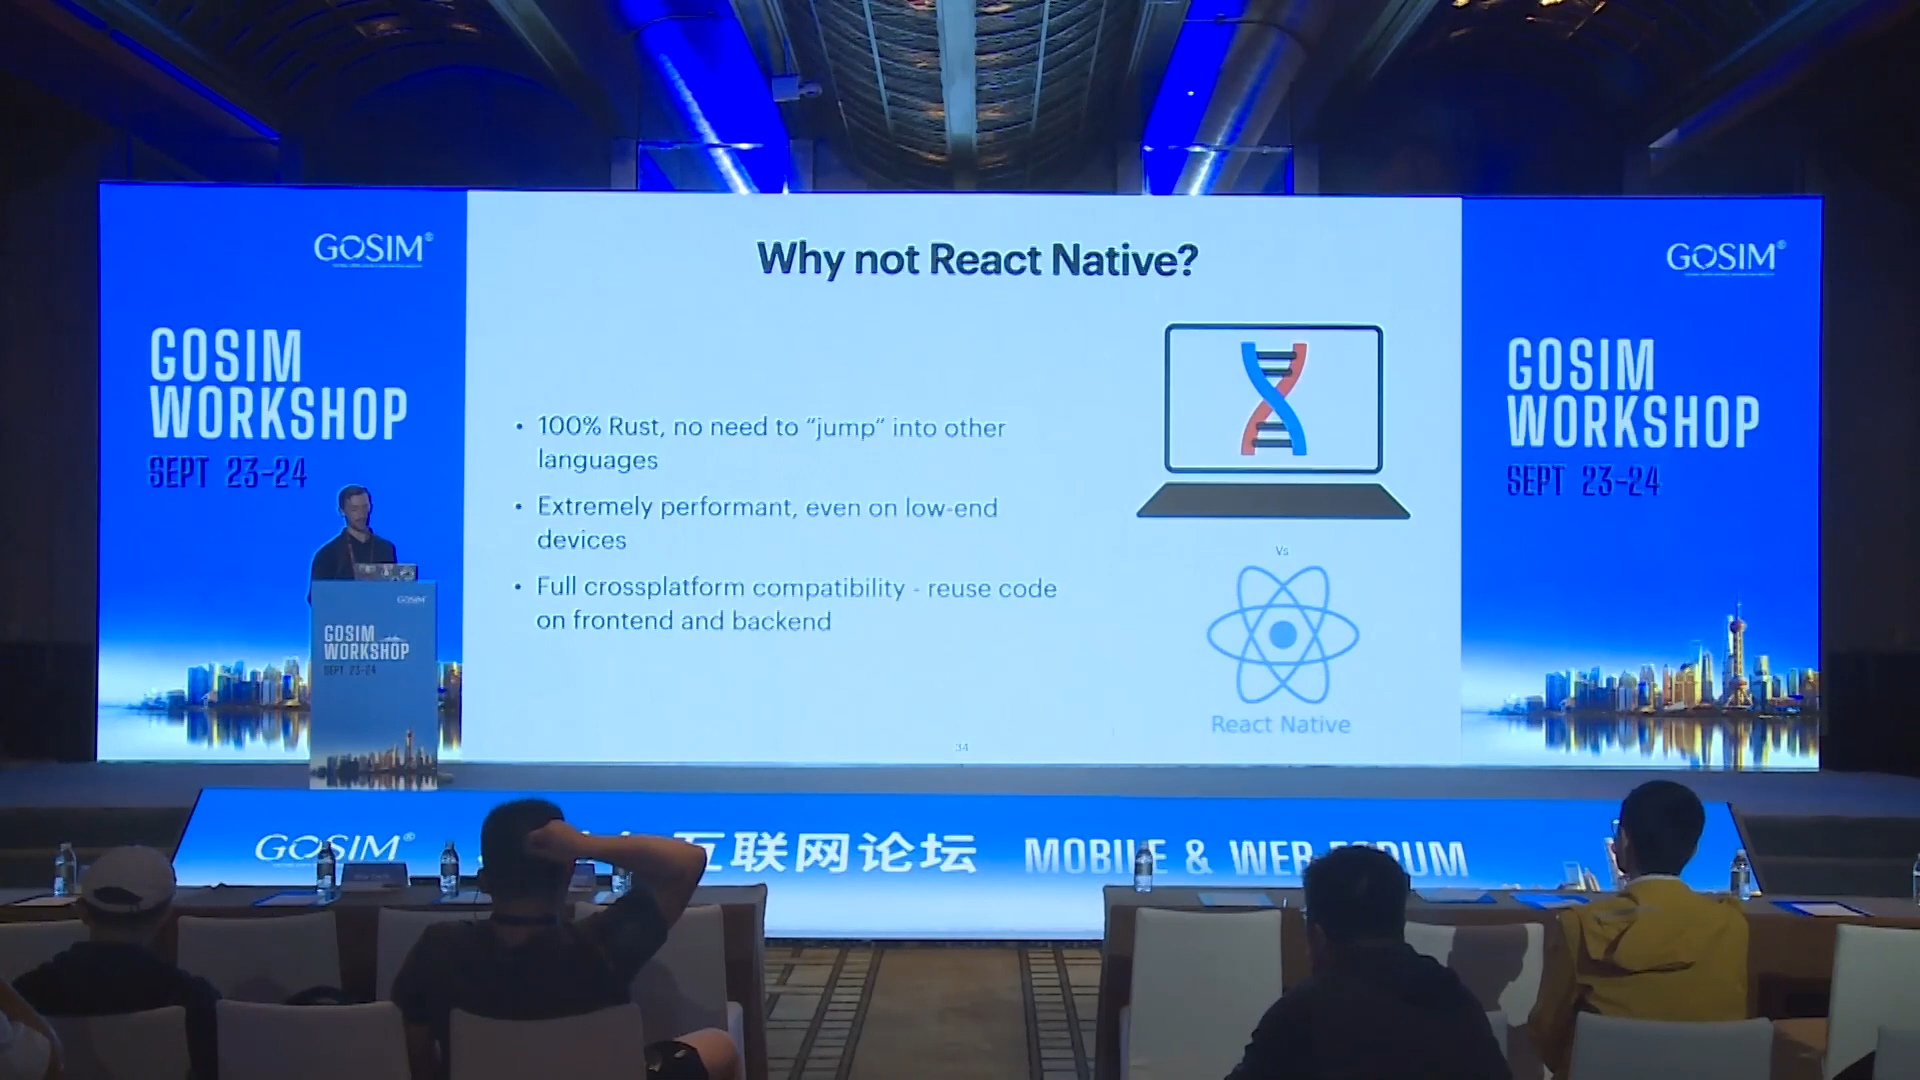 GOSIM®
GOSIM
WORKSHOP
SEPT 23-24
Why not React Native?
• 100% Rust, no need to “jump” into other
languages
• Extremely performant, even on low-end
devices
• Full crossplatform compatibility - reuse code
on frontend and backend
Vs
React Native
34
GOSIM®
GOSIM
WORKSHOP
SEPT 23-24
GOSIM
GOSIM
WORKSHOP
SEPT 23-24
GOSIM®
互联网论坛 MOBILE & WEB FORUM